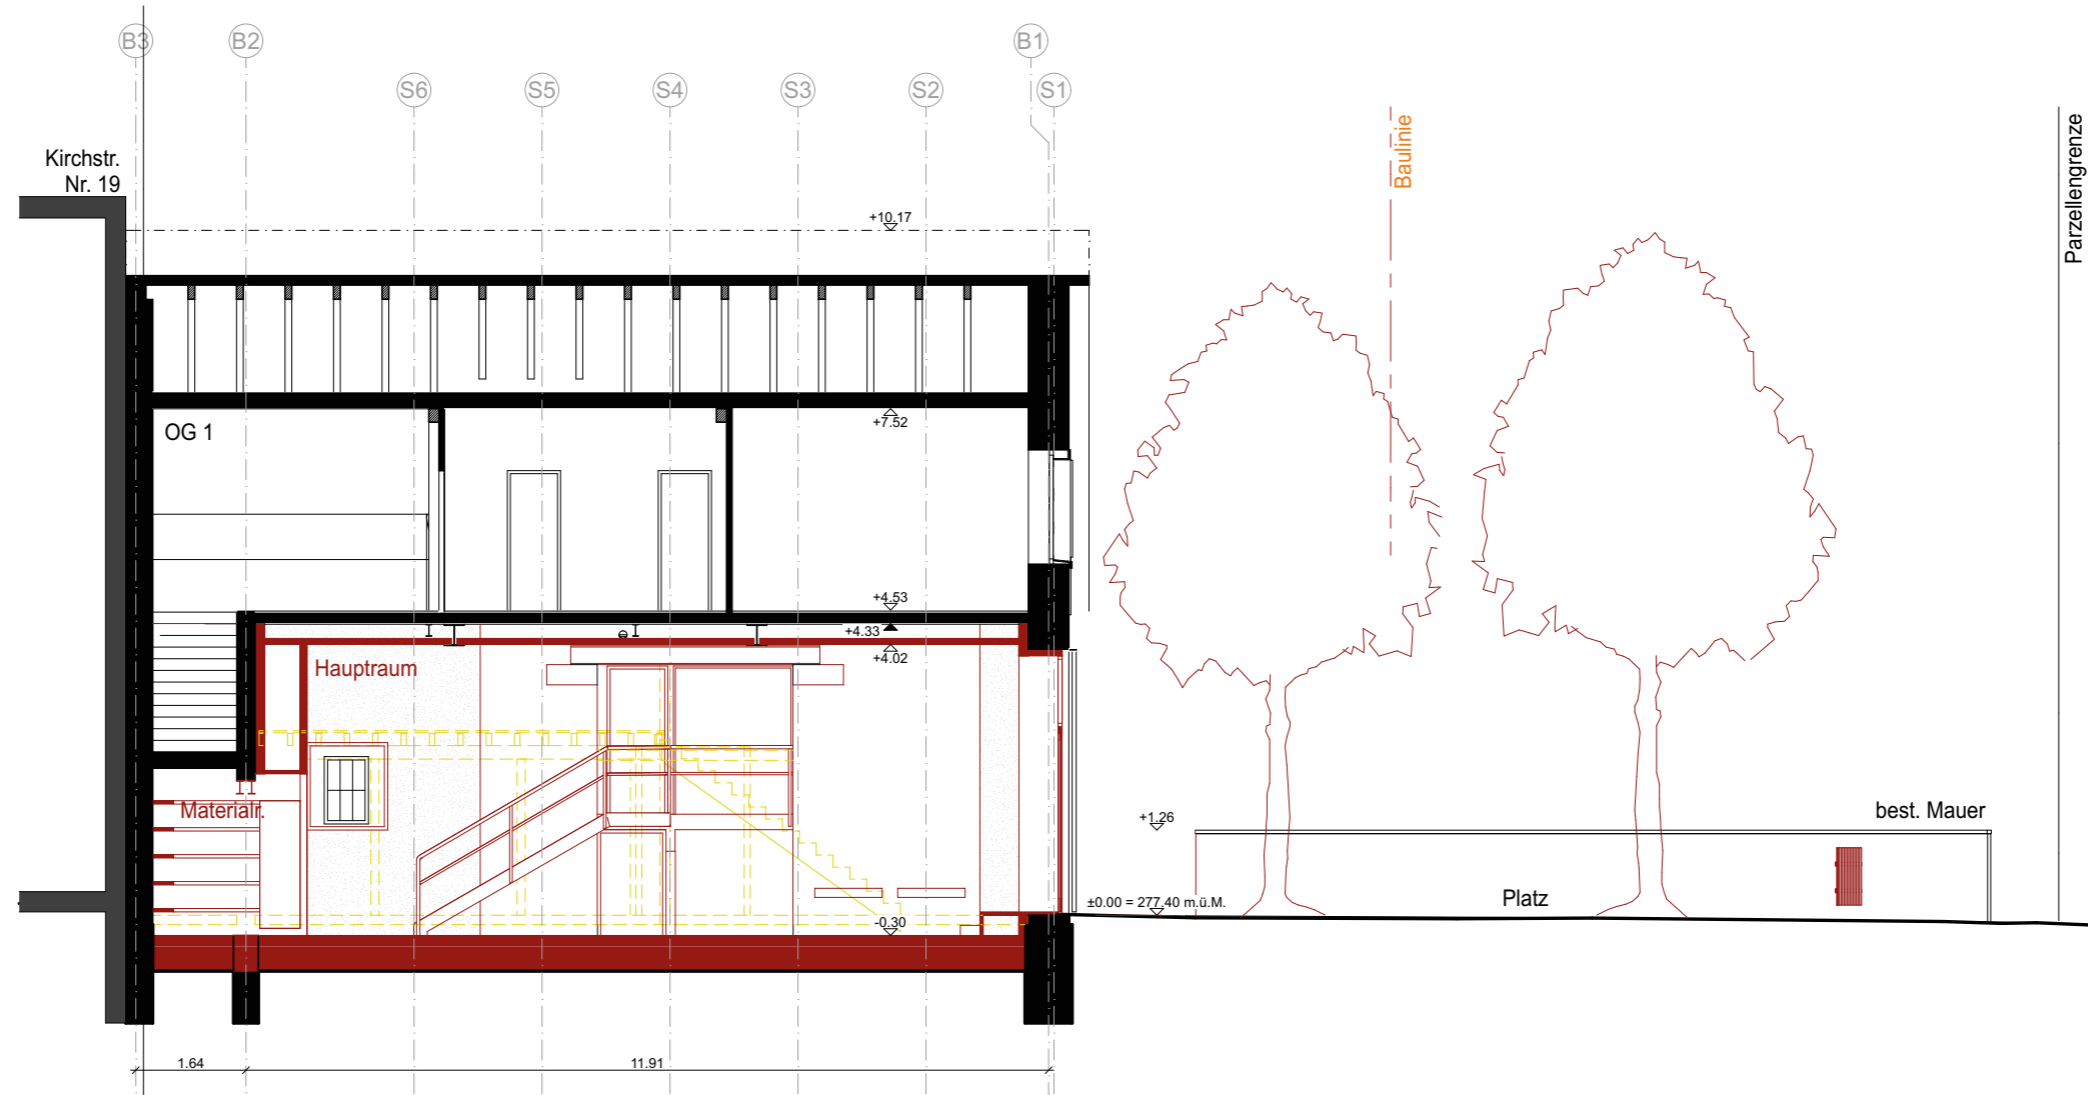 B3
B2
B1
S6
S5
S4
S3
S2
S1
Baulinie
Parzellengrenze
Kirchstr.
Nr. 19
+10.17
+7.52
OG 1
+4.53
+4.33
+4.02
Hauptraum
Materialr.
+1.26
best. Mauer
Platz
±0.00 = 277.40 m.ü.M.
-0.30
1.64
11.91